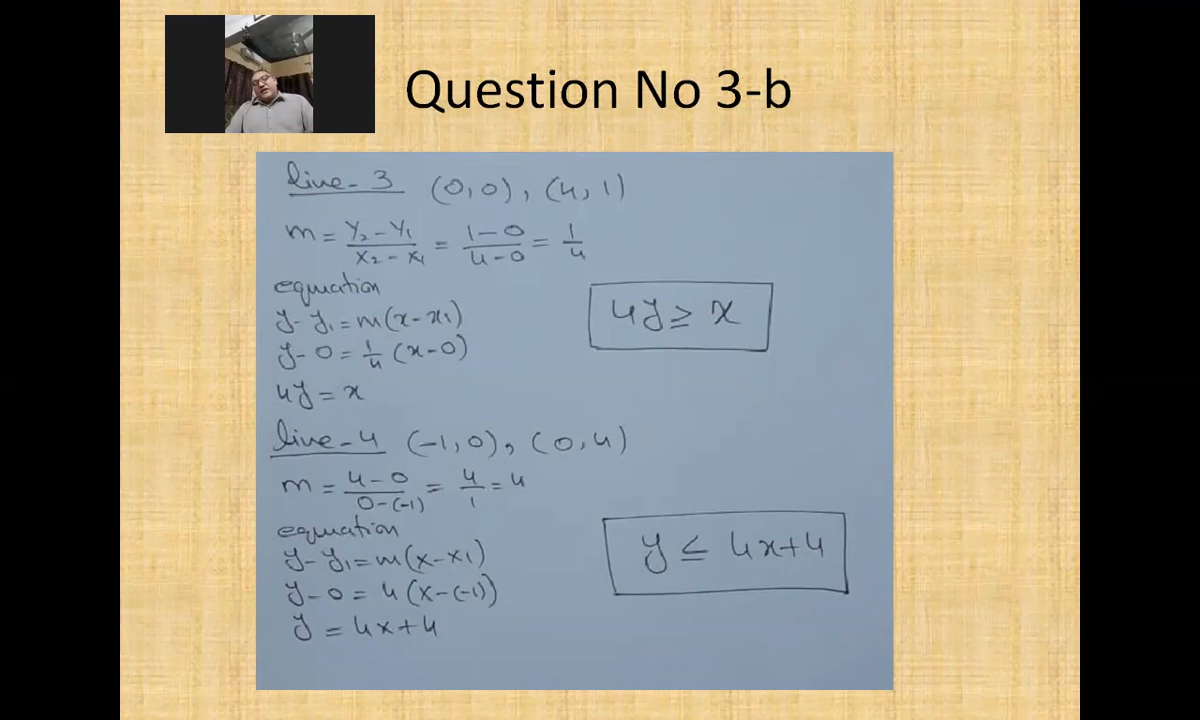 Question No 3-b
line-3 (0,0), (4,1)
m = y₂-y₁/x₂-x₁ = 1-0/4-0 = 1/4
equation
y-y₁=m(x-x₁)
y-0=1/4(x-0)
4y=x
4y≥x
line-4 (-1,0), (0,4)
m = 4-0/0-(-1) = 4/1 = 4
equation
y-y₁=m(x-x₁)
y-0=4(x-(-1))
y=4x+4
y≤4x+4